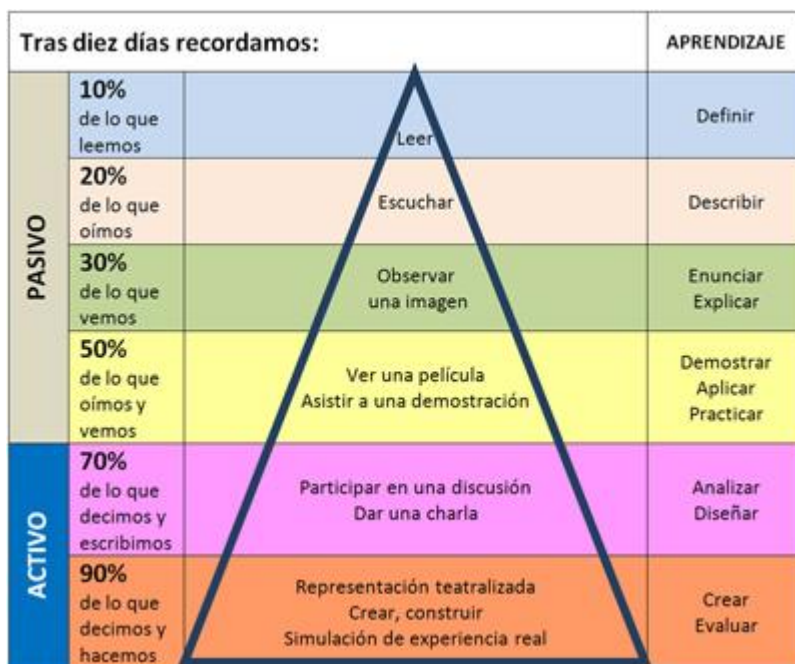 Tras diez días recordamos:
APRENDIZAJE
PASIVO
10%
de lo que
leemos
Leer
Definir
20%
de lo que
oímos
Escuchar
Describir
30%
de lo que
vemos
Observar
una imagen
Enunciar
Explicar
50%
de lo que
oímos y
vemos
Ver una película
Asistir a una demostración
Demostrar
Aplicar
Practicar
ACTIVO
70%
de lo que
decimos y
escribimos
Participar en una discusión
Dar una charla
Analizar
Diseñar
90%
de lo que
decimos y
hacemos
Representación teatralizada
Crear, construir
Simulación de experiencia real
Crear
Evaluar